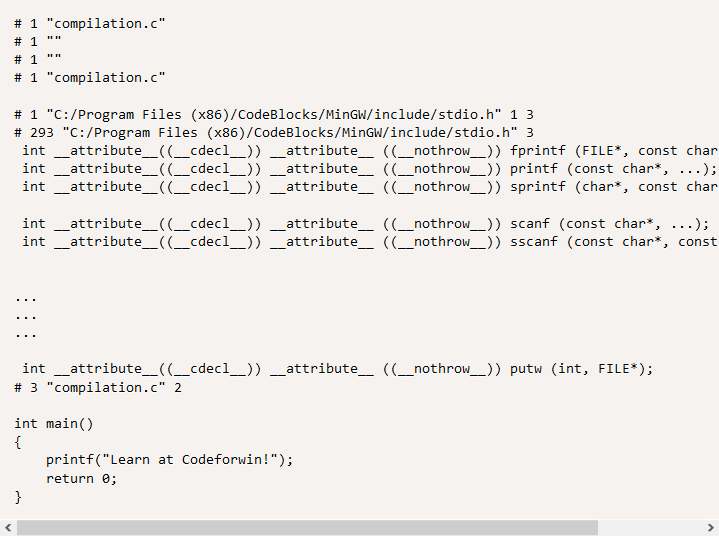 # 1 "compilation.c"
# 1 ""
# 1 ""
# 1 "compilation.c"
# 1 "C:/Program Files (x86)/CodeBlocks/MinGW/include/stdio.h" 1 3
# 293 "C:/Program Files (x86)/CodeBlocks/MinGW/include/stdio.h" 3
int __attribute__((__cdecl__)) __attribute__ ((__nothrow__)) fprintf (FILE*, const char
int __attribute__((__cdecl__)) __attribute__ ((__nothrow__)) printf (const char*, ...);
int __attribute__((__cdecl__)) __attribute__ ((__nothrow__)) sprintf (char*, const char
int __attribute__((__cdecl__)) __attribute__ ((__nothrow__)) scanf (const char*, ...);
int __attribute__((__cdecl__)) __attribute__ ((__nothrow__)) sscanf (const char*, const
...
...
...
int __attribute__((__cdecl__)) __attribute__ ((__nothrow__)) putw (int, FILE*);
# 3 "compilation.c" 2
int main()
{
    printf("Learn at Codeforwin!");
    return 0;
}